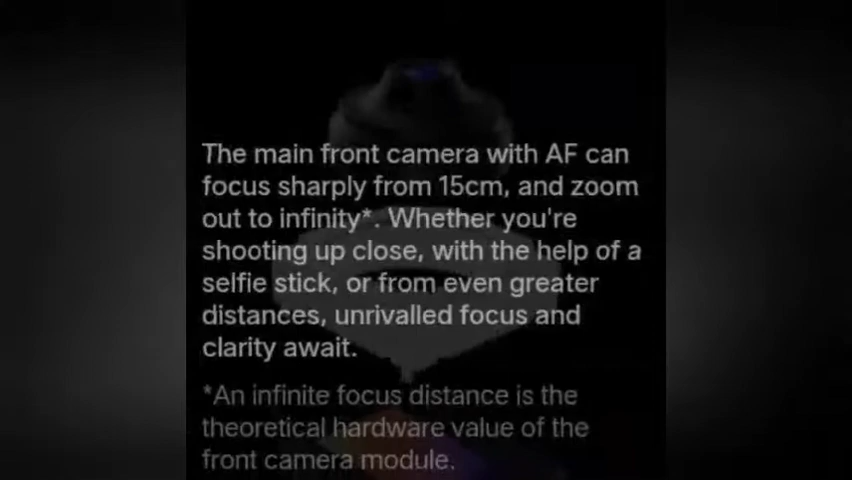 The main front camera with AF can
focus sharply from 15cm, and zoom
out to infinity*. Whether you're
shooting up close, with the help of a
selfie stick, or from even greater
distances, unrivalled focus and
clarity await.
*An infinite focus distance is the
theoretical hardware value of the
front camera module.